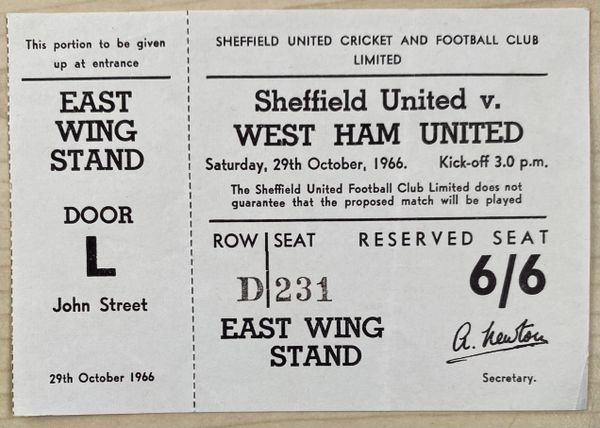 This portion to be given
up at entrance
EAST
WING
STAND
DOOR
L
John Street
29th October 1966
SHEFFIELD UNITED CRICKET AND FOOTBALL CLUB
LIMITED
Sheffield United v.
WEST HAM UNITED
Saturday, 29th October, 1966. Kick-off 3.0 p.m.
The Sheffield United Football Club Limited does not
guarantee that the proposed match will be played
ROW SEAT RESERVED SEAT
D 231 6/6
EAST WING
STAND
A. Newton
Secretary.